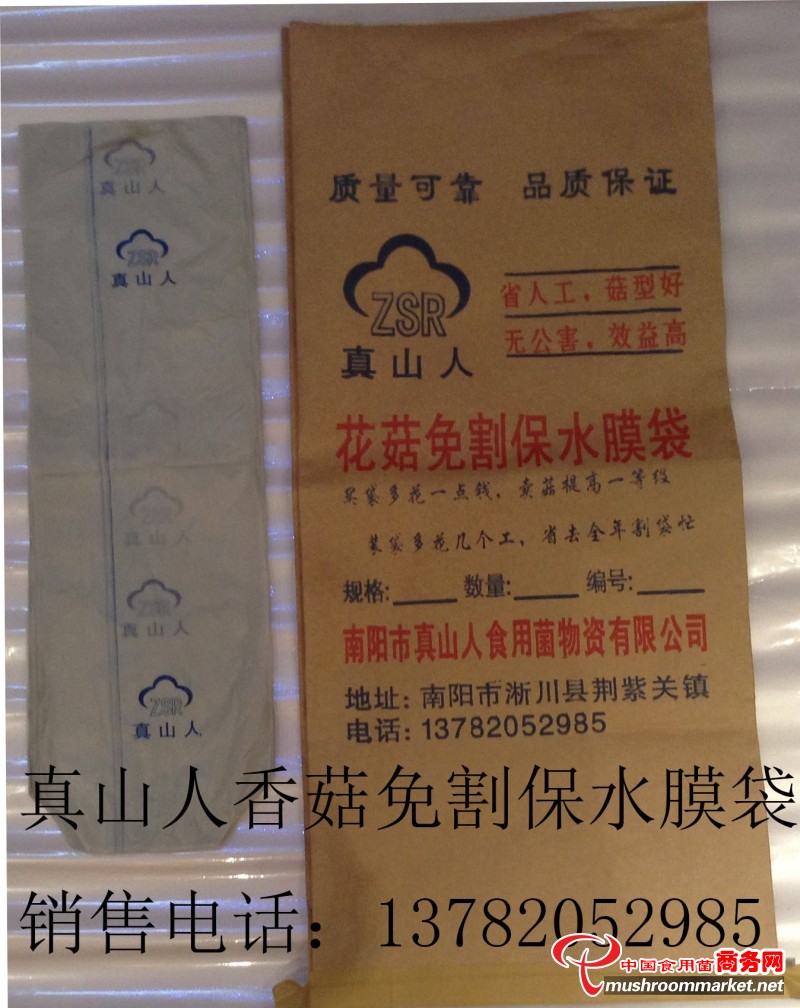 真山人
ZSR
真山人
真山人
ZSR
真山人
ZSR
真山人
质量可靠 品质保证
ZSR
真山人
省人工，菇型好
无公害，效益高
花菇免割保水膜袋
买袋多花一点钱，卖菇提高一等级
装袋多花几个工，省去全年割袋忙
规格:____ 数量:____ 编号:____
南阳市真山人食用菌物资有限公司
地址：南阳市淅川县荆紫关镇
电话：13782052985
真山人香菇免割保水膜袋
销售电话：13782052985
中国食用菌商务网
mushroommarket.net